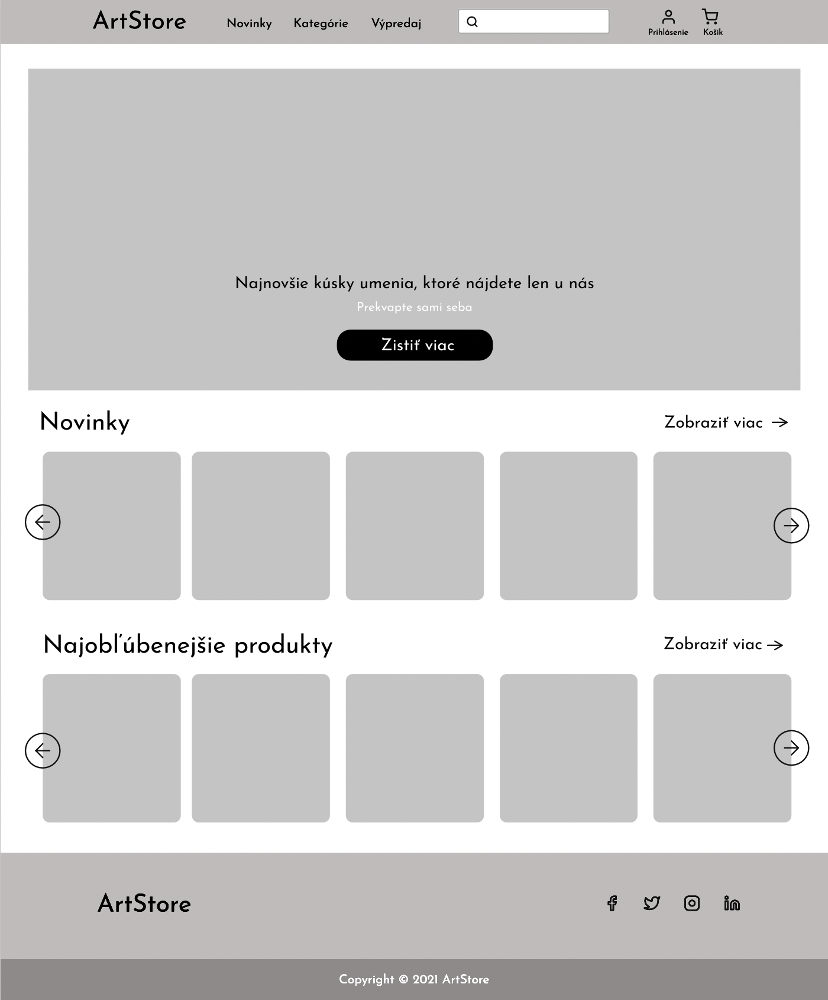 ArtStore
Novinky
Kategórie
Výpredaj
Prihlásenie
Košík
Najnovšie kúsky umenia, ktoré nájdete len u nás
Prekvapte sami seba
Zistiť viac
Novinky
Zobraziť viac
Najobľúbenejšie produkty
Zobraziť viac
ArtStore
Copyright © 2021 ArtStore